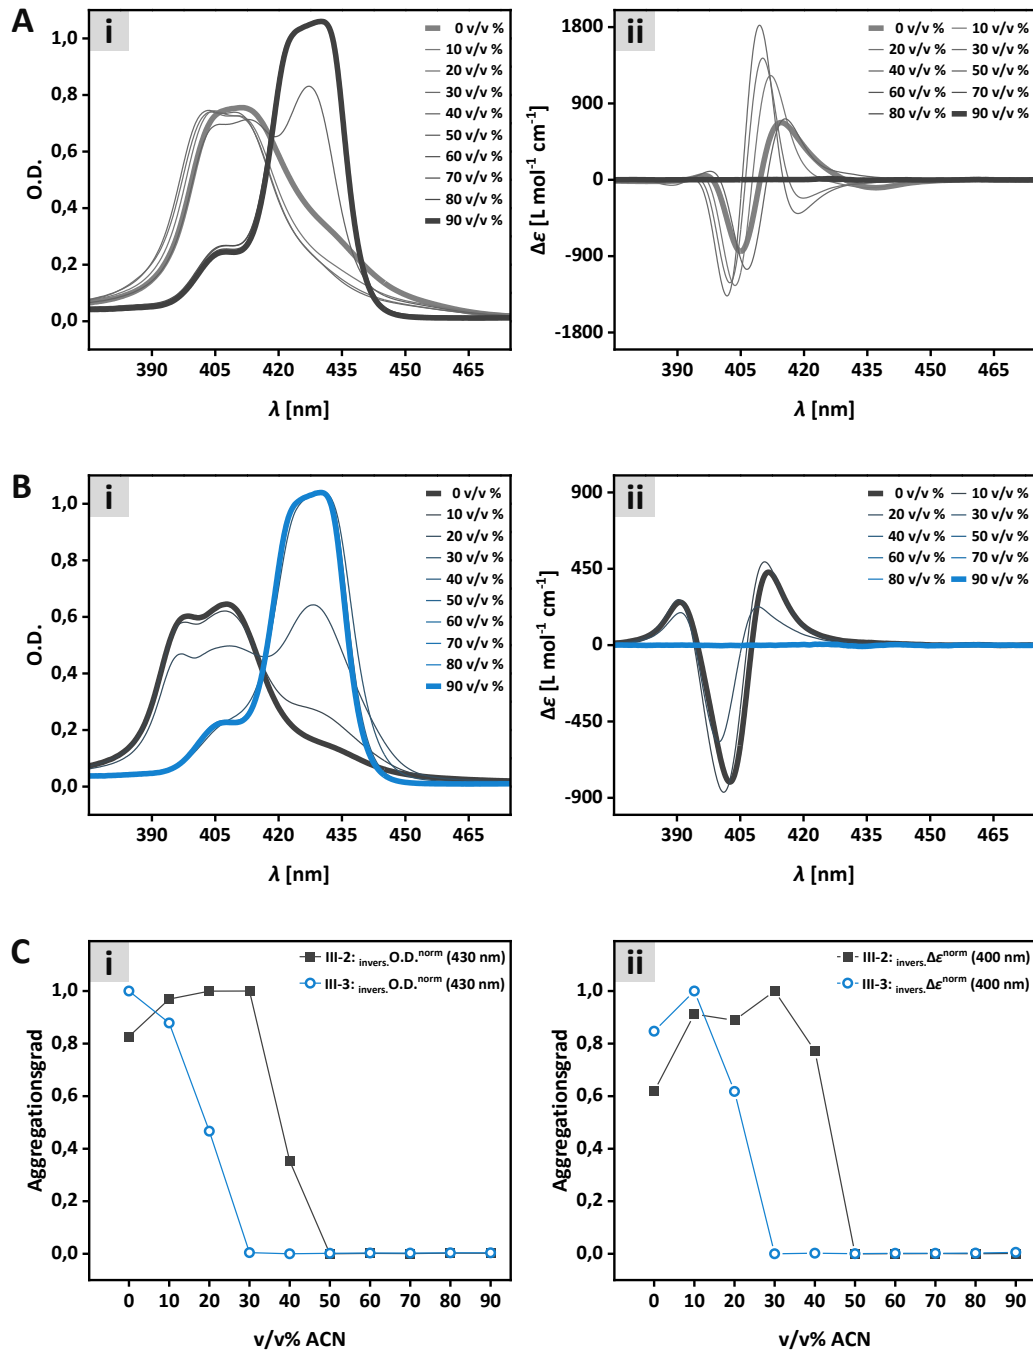 A
i
1,0
0,8
0,6
0,4
0,2
0,0
O.D.
390 405 420 435 450 465
λ [nm]
0 v/v %
10 v/v %
20 v/v %
30 v/v %
40 v/v %
50 v/v %
60 v/v %
70 v/v %
80 v/v %
90 v/v %
ii
1800
900
0
-900
-1800
Δε [L mol⁻¹ cm⁻¹]
390 405 420 435 450 465
λ [nm]
0 v/v % 10 v/v %
20 v/v % 30 v/v %
40 v/v % 50 v/v %
60 v/v % 70 v/v %
80 v/v % 90 v/v %
B
i
1,0
0,8
0,6
0,4
0,2
0,0
O.D.
390 405 420 435 450 465
λ [nm]
0 v/v %
10 v/v %
20 v/v %
30 v/v %
40 v/v %
50 v/v %
60 v/v %
70 v/v %
80 v/v %
90 v/v %
ii
900
450
0
-450
-900
Δε [L mol⁻¹ cm⁻¹]
390 405 420 435 450 465
λ [nm]
0 v/v % 10 v/v %
20 v/v % 30 v/v %
40 v/v % 50 v/v %
60 v/v % 70 v/v %
80 v/v % 90 v/v %
C
i
III-2: invers.O.D.norm (430 nm)
III-3: invers.O.D.norm (430 nm)
1,0
0,8
0,6
0,4
0,2
0,0
Aggregationsgrad
0 10 20 30 40 50 60 70 80 90
v/v% ACN
ii
III-2: invers.Δεnorm (400 nm)
III-3: invers.Δεnorm (400 nm)
1,0
0,8
0,6
0,4
0,2
0,0
Aggregationsgrad
0 10 20 30 40 50 60 70 80 90
v/v% ACN